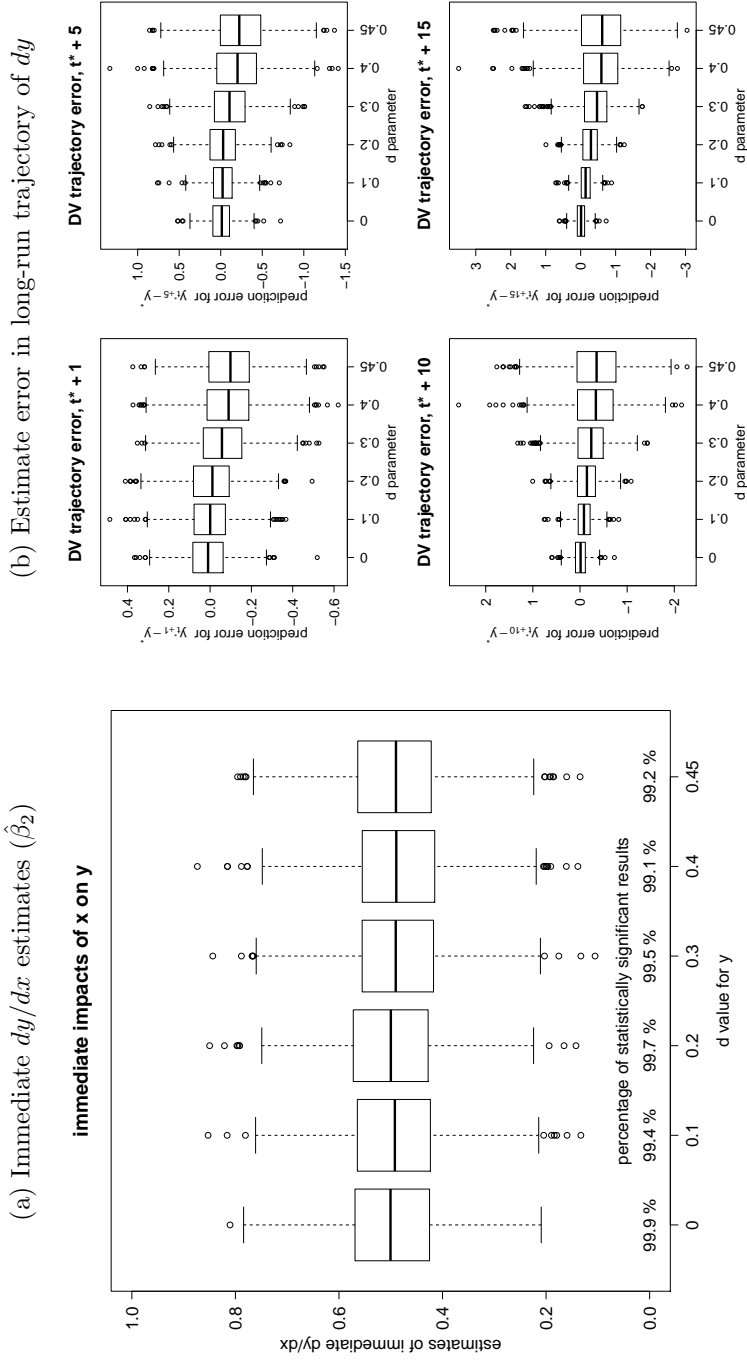 (a) Immediate dy/dx estimates (β̂₂)
immediate impacts of x on y
estimates of immediate dy/dx
1.0
0.8
0.6
0.4
0.2
0.0
percentage of statistically significant results
99.9 % 99.4 % 99.7 % 99.5 % 99.1 % 99.2 %
0 0.1 0.2 0.3 0.4 0.45
d value for y
(b) Estimate error in long-run trajectory of dy
DV trajectory error, t* + 1
prediction error for y_{t*+1} − y*
0.4
0.2
0.0
−0.2
−0.4
−0.6
0 0.1 0.2 0.3 0.4 0.45
d parameter
DV trajectory error, t* + 5
prediction error for y_{t*+5} − y*
1.0
0.5
0.0
−0.5
−1.0
−1.5
0 0.1 0.2 0.3 0.4 0.45
d parameter
DV trajectory error, t* + 10
prediction error for y_{t*+10} − y*
2
1
0
−1
−2
0 0.1 0.2 0.3 0.4 0.45
d parameter
DV trajectory error, t* + 15
prediction error for y_{t*+15} − y*
3
2
1
0
−1
−2
−3
0 0.1 0.2 0.3 0.4 0.45
d parameter